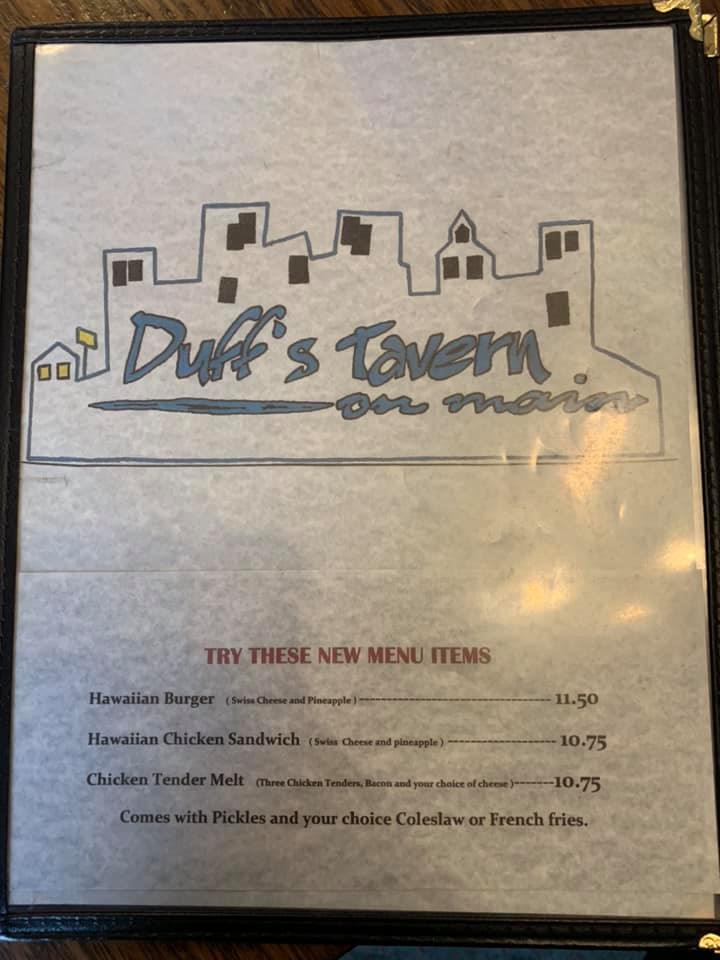 Duff's Tavern
on main
TRY THESE NEW MENU ITEMS
Hawaiian Burger ( Swiss Cheese and Pineapple )------------------------------------ 11.50
Hawaiian Chicken Sandwich ( Swiss Cheese and pineapple ) -------------------- 10.75
Chicken Tender Melt (Three Chicken Tenders, Bacon and your choice of cheese )-------10.75
Comes with Pickles and your choice Coleslaw or French fries.